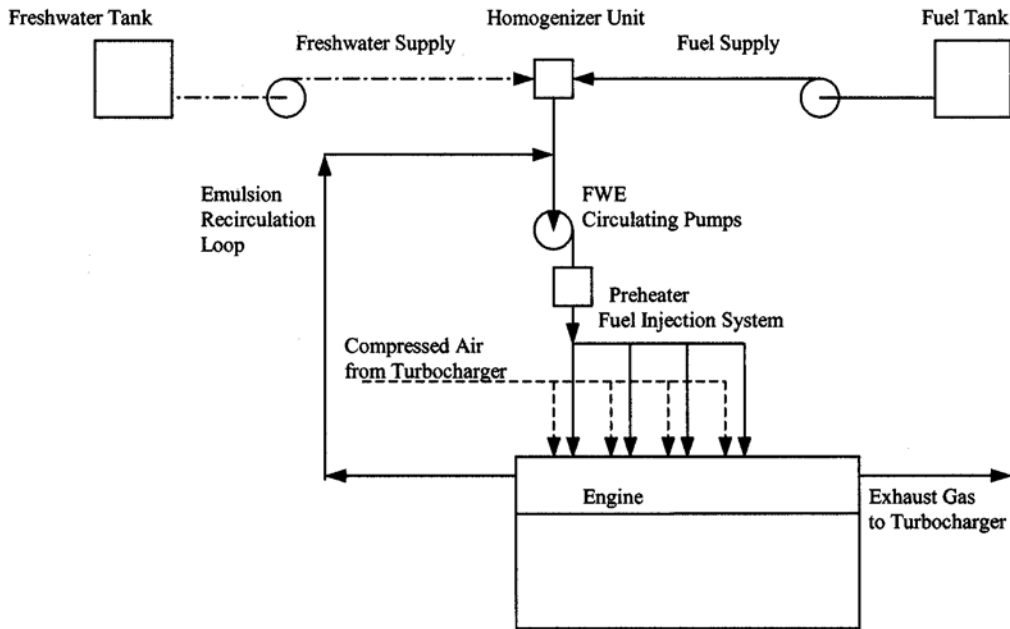 Freshwater Tank
Homogenizer Unit
Fuel Tank
Freshwater Supply
Fuel Supply
Emulsion
Recirculation
Loop
FWE
Circulating Pumps
Preheater
Fuel Injection System
Compressed Air
from Turbocharger
Engine
Exhaust Gas
to Turbocharger